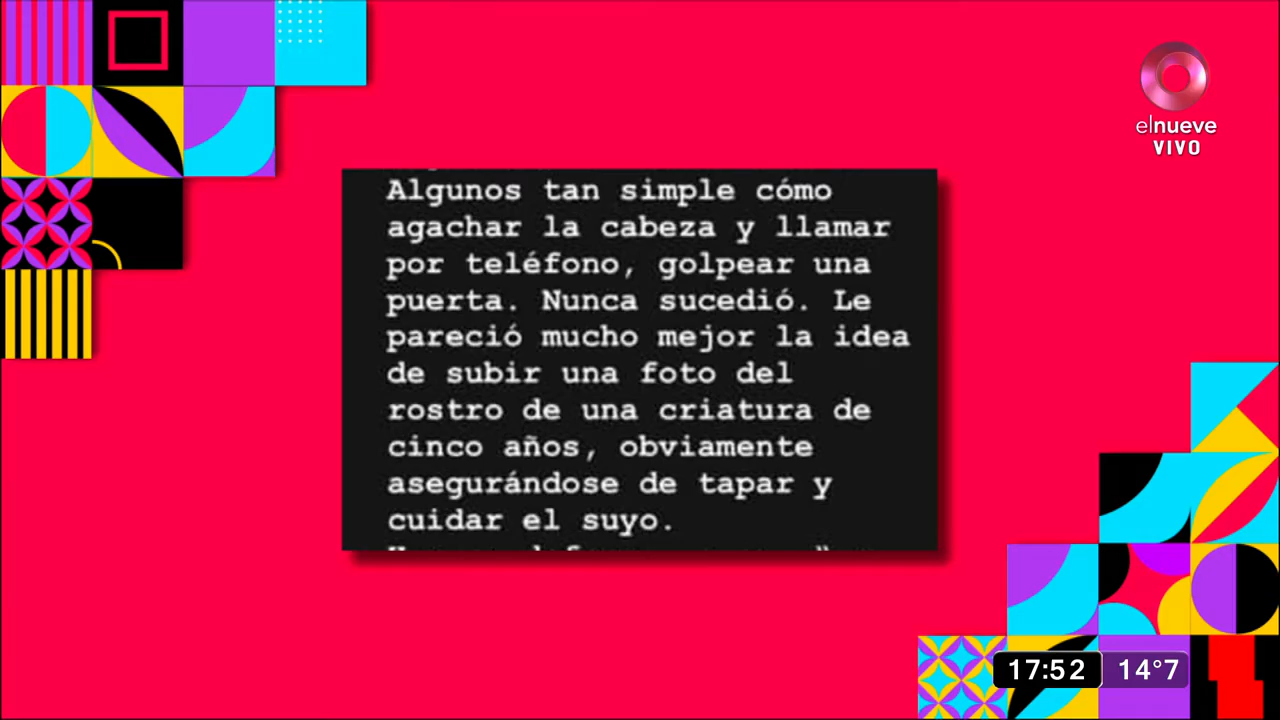 elnueve
VIVO
Algunos tan simple cómo
agachar la cabeza y llamar
por teléfono, golpear una
puerta. Nunca sucedió. Le
pareció mucho mejor la idea
de subir una foto del
rostro de una criatura de
cinco años, obviamente
asegurándose de tapar y
cuidar el suyo.
17:52
14°7